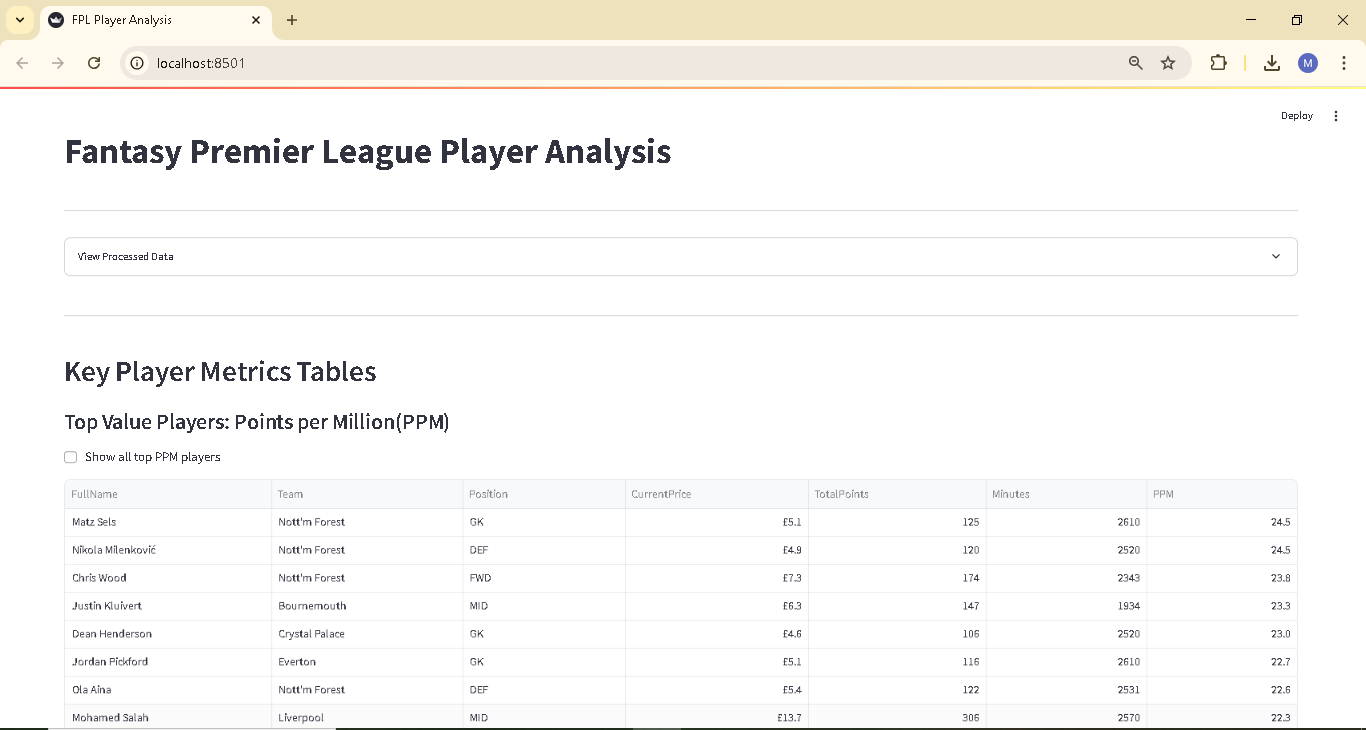 FPL Player Analysis
localhost:8501
M
Deploy
Fantasy Premier League Player Analysis
View Processed Data
Key Player Metrics Tables
Top Value Players: Points per Million(PPM)
Show all top PPM players
FullName Team Position CurrentPrice TotalPoints Minutes PPM
Matz Sels Nott'm Forest GK £5.1 125 2610 24.5
Nikola Milenković Nott'm Forest DEF £4.9 120 2520 24.5
Chris Wood Nott'm Forest FWD £7.3 174 2343 23.8
Justin Kluivert Bournemouth MID £6.3 147 1934 23.3
Dean Henderson Crystal Palace GK £4.6 106 2520 23.0
Jordan Pickford Everton GK £5.1 116 2610 22.7
Ola Aina Nott'm Forest DEF £5.4 122 2531 22.6
Mohamed Salah Liverpool MID £13.7 306 2570 22.3